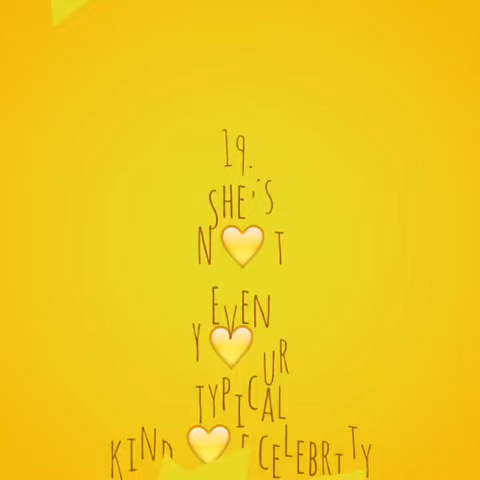 19.
SHE'S
N💛T
EVEN
Y💛UR
TYPICAL
KIND 💛F CELEBRITY